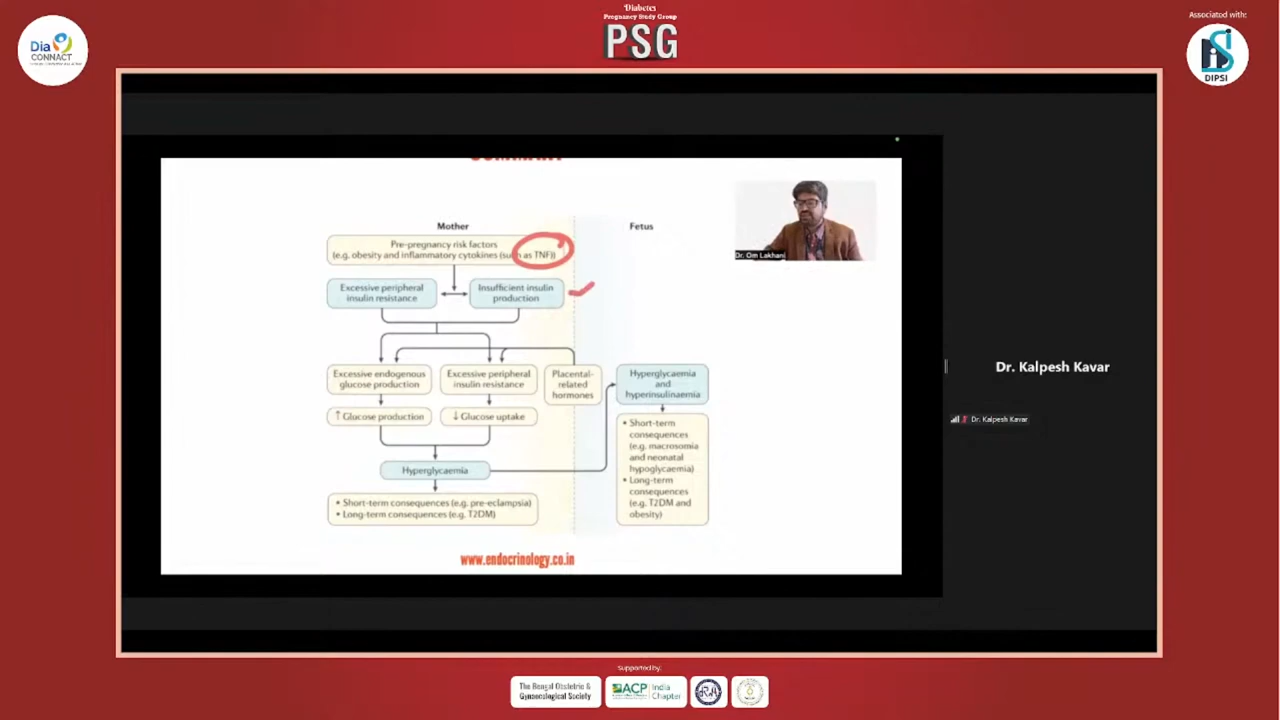 Diabetes
Pregnancy Study Group
PSG
Dia
CONNACT
Associated with:
DIPSI
SUMMARY
Mother
Fetus
Pre-pregnancy risk factors
(e.g. obesity and inflammatory cytokines (such as TNF))
Excessive peripheral
insulin resistance
Insufficient insulin
production
Excessive endogenous
glucose production
Excessive peripheral
insulin resistance
Placental-
related
hormones
Hyperglycaemia
and
hyperinsulinaemia
↑ Glucose production
↓ Glucose uptake
Hyperglycaemia
• Short-term consequences (e.g. pre-eclampsia)
• Long-term consequences (e.g. T2DM)
• Short-term
consequences
(e.g. macrosomia
and neonatal
hypoglycaemia)
• Long-term
consequences
(e.g. T2DM and
obesity)
www.endocrinology.co.in
Dr. Om Lakhani
Dr. Kalpesh Kavar
Dr. Kalpesh Kavar
Supported by:
The Bengal Obstetric &
Gynaecological Society
ACP
India
Chapter